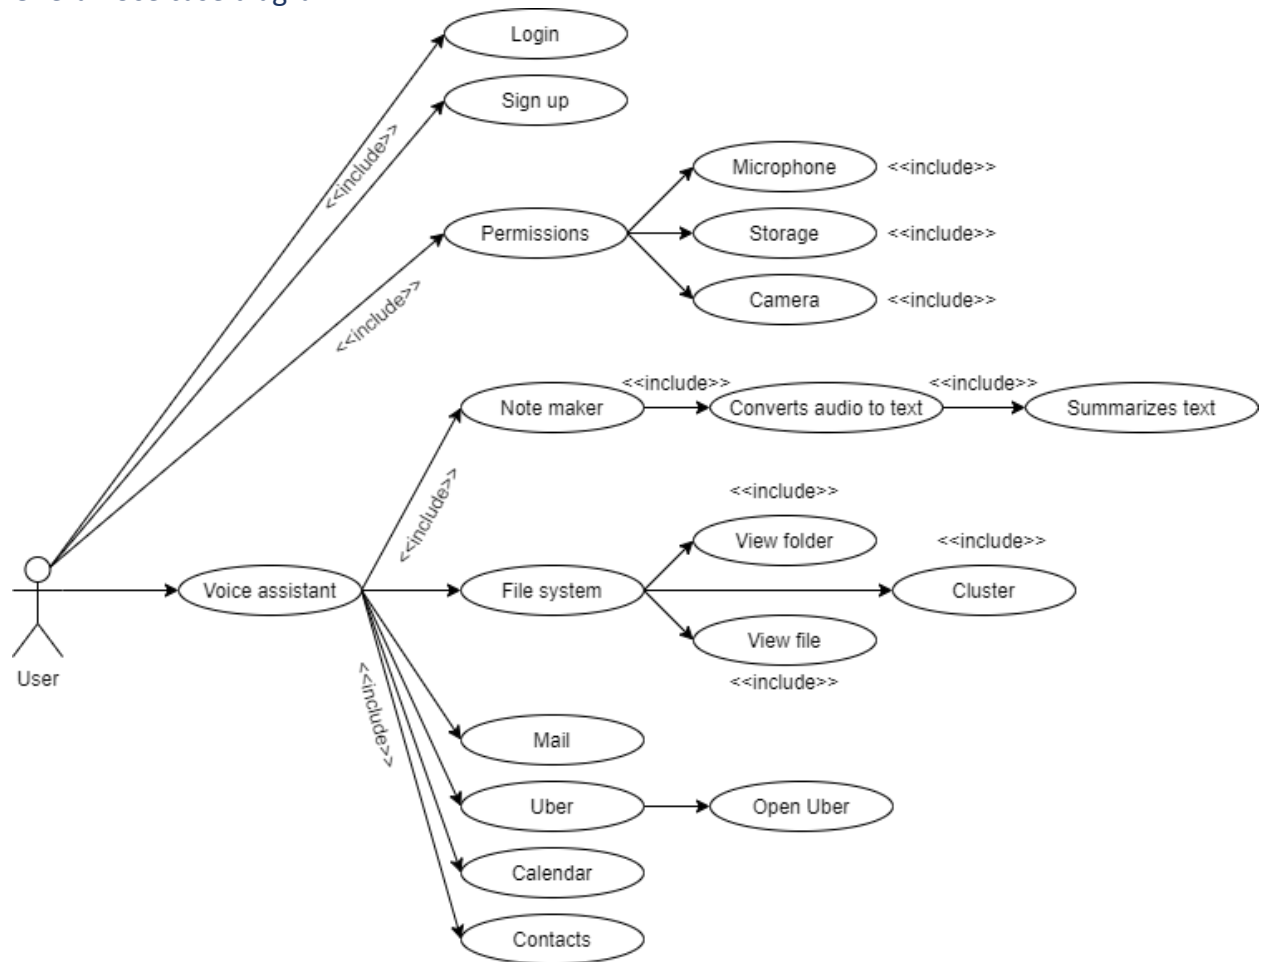 Login
Sign up
<<include>>
Microphone <<include>>
Permissions
Storage <<include>>
Camera <<include>>
<<include>>
Note maker
<<include>>
Converts audio to text
<<include>>
Summarizes text
<<include>>
<<include>>
View folder
<<include>>
Voice assistant
File system
Cluster
View file
<<include>>
User
<<include>>
Mail
Uber
Open Uber
Calendar
Contacts